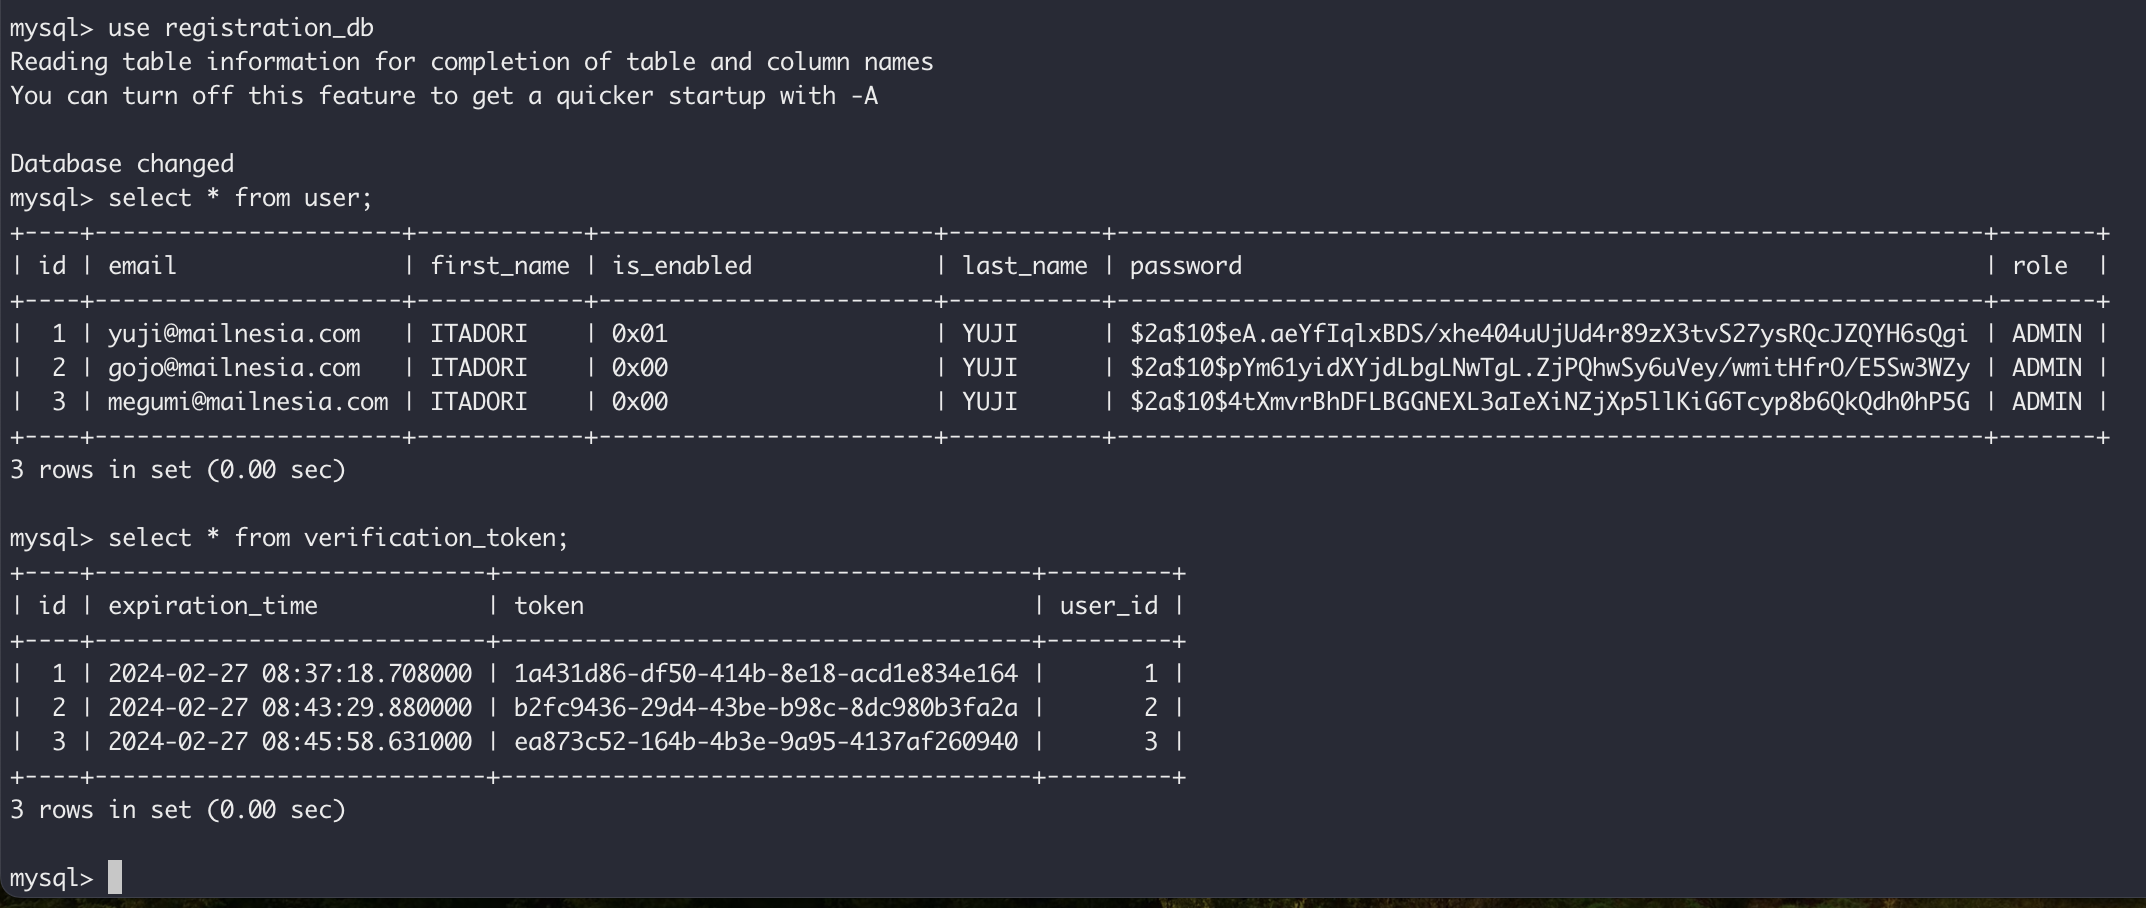 mysql> use registration_db
Reading table information for completion of table and column names
You can turn off this feature to get a quicker startup with -A

Database changed
mysql> select * from user;
+----+----------------------+------------+------------------------+-----------+--------------------------------------------------------------+-------+
| id | email                | first_name | is_enabled             | last_name | password                                                     | role  |
+----+----------------------+------------+------------------------+-----------+--------------------------------------------------------------+-------+
|  1 | yuji@mailnesia.com   | ITADORI    | 0x01                   | YUJI      | $2a$10$eA.aeYfIqlxBDS/xhe404uUjUd4r89zX3tvS27ysRQcJZQYH6sQgi | ADMIN |
|  2 | gojo@mailnesia.com   | ITADORI    | 0x00                   | YUJI      | $2a$10$pYm61yidXYjdLbgLNwTgL.ZjPQhwSy6uVey/wmitHfrO/E5Sw3WZy | ADMIN |
|  3 | megumi@mailnesia.com | ITADORI    | 0x00                   | YUJI      | $2a$10$4tXmvrBhDFLBGGNEXL3aIeXiNZjXp5llKiG6Tcyp8b6QkQdh0hP5G | ADMIN |
+----+----------------------+------------+------------------------+-----------+--------------------------------------------------------------+-------+
3 rows in set (0.00 sec)

mysql> select * from verification_token;
+----+----------------------------+--------------------------------------+---------+
| id | expiration_time            | token                                | user_id |
+----+----------------------------+--------------------------------------+---------+
|  1 | 2024-02-27 08:37:18.708000 | 1a431d86-df50-414b-8e18-acd1e834e164 |       1 |
|  2 | 2024-02-27 08:43:29.880000 | b2fc9436-29d4-43be-b98c-8dc980b3fa2a |       2 |
|  3 | 2024-02-27 08:45:58.631000 | ea873c52-164b-4b3e-9a95-4137af260940 |       3 |
+----+----------------------------+--------------------------------------+---------+
3 rows in set (0.00 sec)

mysql>